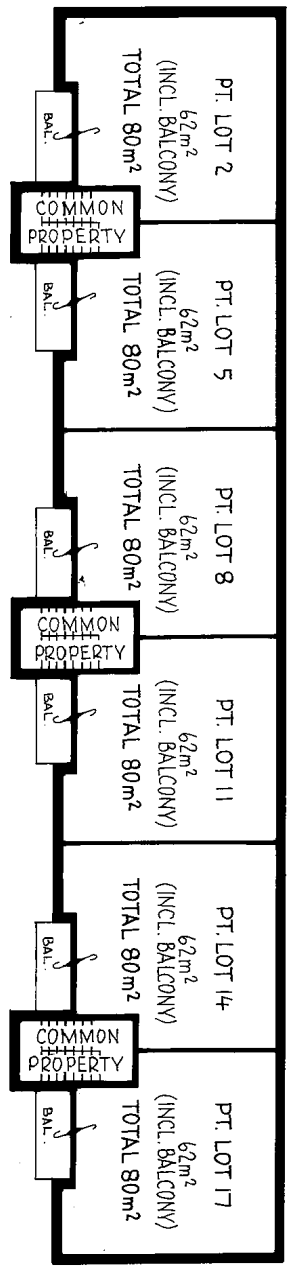 PT. LOT 2
62m²
(INCL. BALCONY)
TOTAL 80m²
BAL.
COMMON
PROPERTY
PT. LOT 5
62m²
(INCL. BALCONY)
TOTAL 80m²
BAL.
PT. LOT 8
62m²
(INCL. BALCONY)
TOTAL 80m²
BAL.
COMMON
PROPERTY
PT. LOT 11
62m²
(INCL. BALCONY)
TOTAL 80m²
BAL.
PT. LOT 14
62m²
(INCL. BALCONY)
TOTAL 80m²
BAL.
COMMON
PROPERTY
PT. LOT 17
62m²
(INCL. BALCONY)
TOTAL 80m²
BAL.